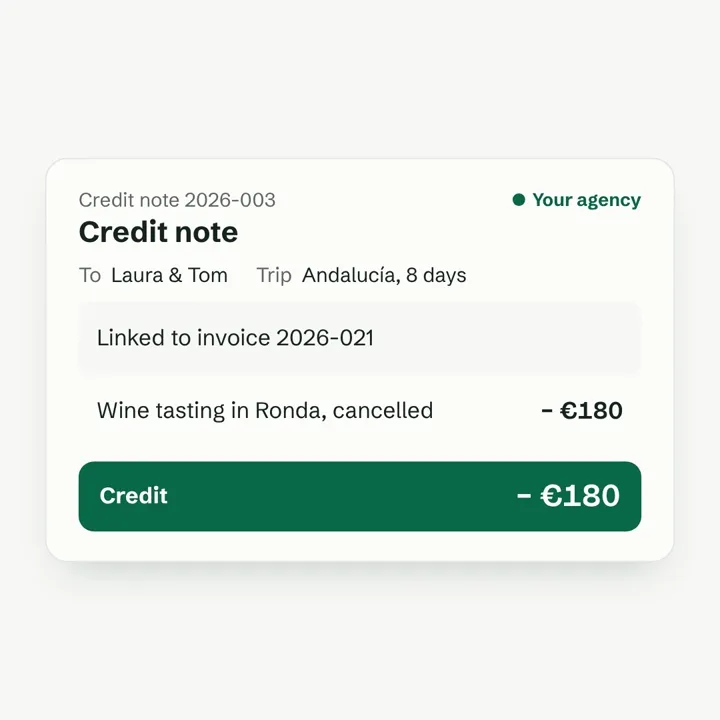 Credit note 2026-003
Your agency
Credit note
To Laura & Tom Trip Andalucía, 8 days
Linked to invoice 2026-021
Wine tasting in Ronda, cancelled – €180
Credit – €180